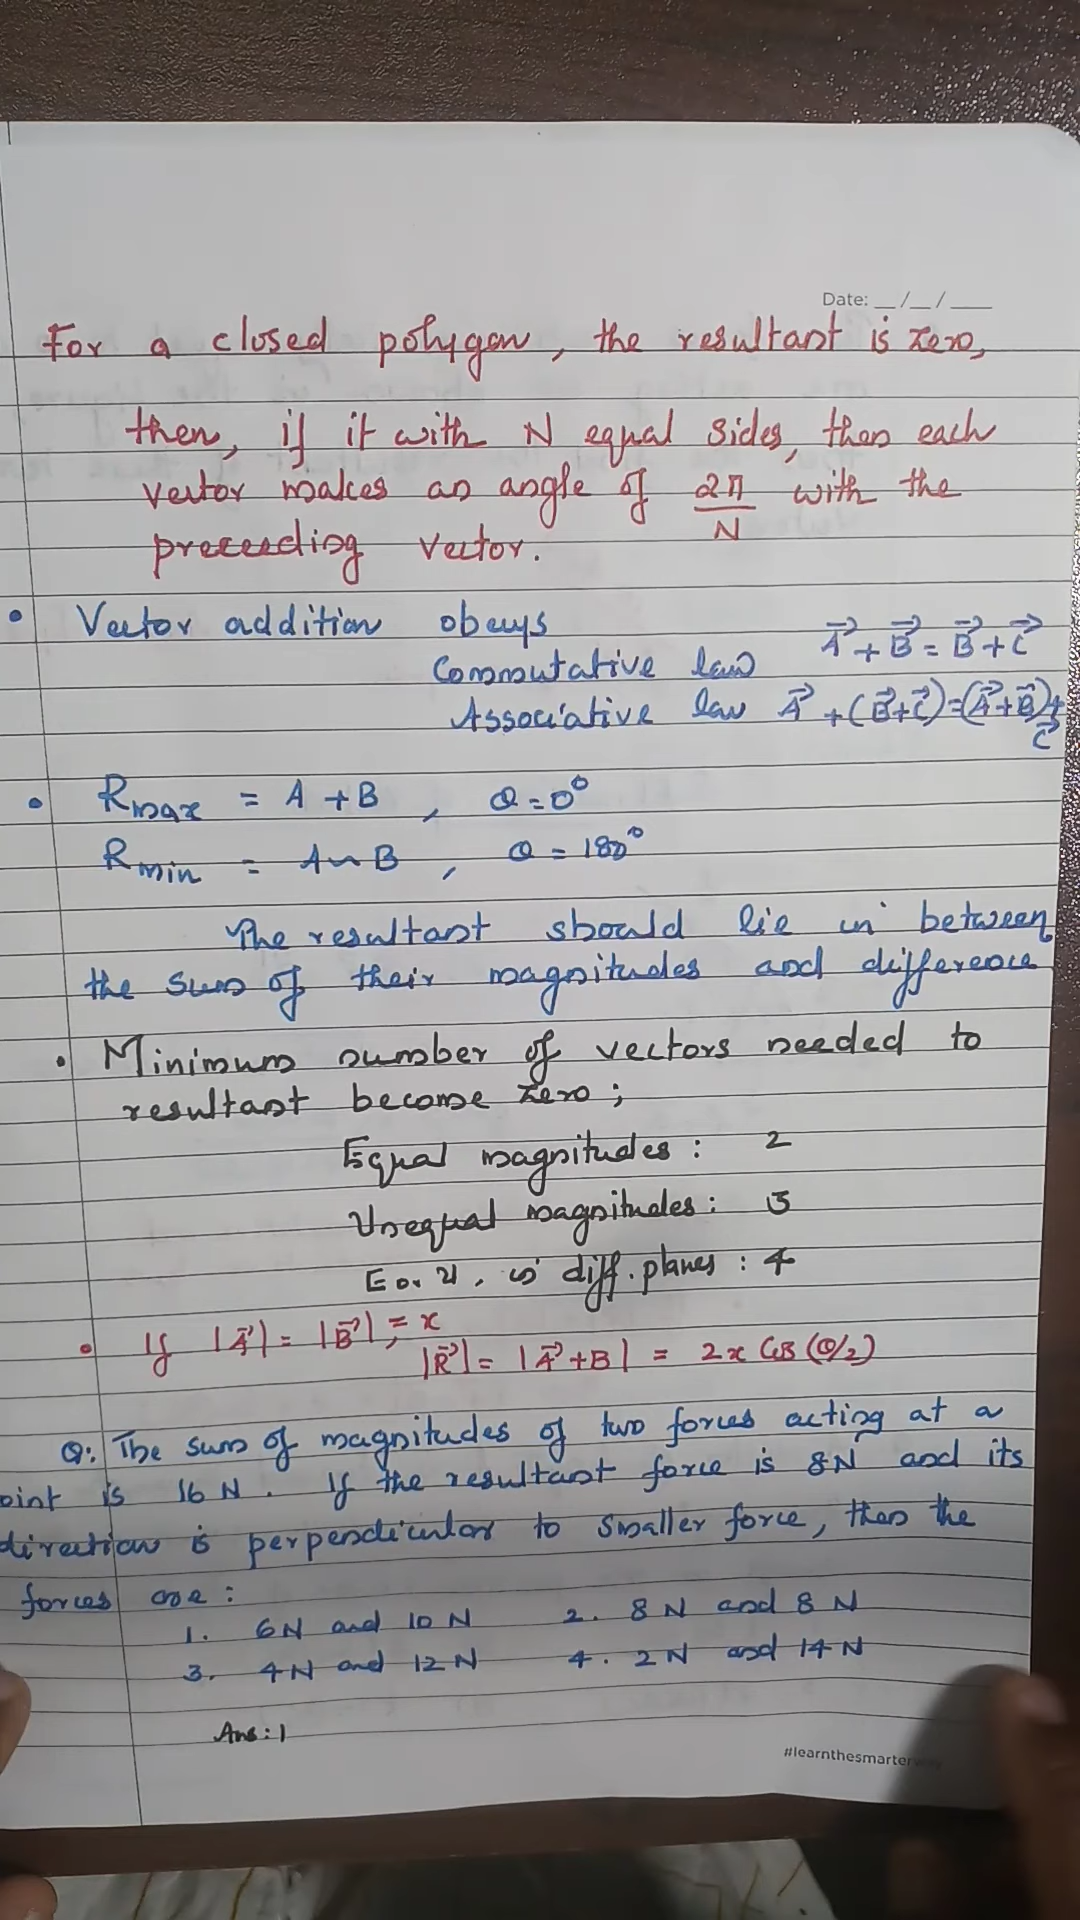 Date: __/__/____
For a closed polygon, the resultant is zero,
then, if it with N equal sides, then each
vector makes an angle of 2π/N with the
preceeding vector.
• Vector addition obeys
Commutative law A⃗ + B⃗ = B⃗ + C⃗
Associative law A⃗ + (B⃗+C⃗) = (A⃗+B⃗)+
C⃗
• Rmax = A + B , θ = 0°
Rmin = A ~ B , θ = 180°
The resultant should lie in between
the sum of their magnitudes and difference
• Minimum number of vectors needed to
resultant become zero ;
Equal magnitudes : 2
Unequal magnitudes : 3
E or U, in diff. planes : 4
• If |A⃗| = |B⃗| = x
|R⃗| = |A⃗ + B| = 2x Cos (θ/2)
Q: The sum of magnitudes of two forces acting at a
oint is 16 N. If the resultant force is 8N and its
direction is perpendicular to smaller force, then the
forces are :
1. 6N and 10 N 2. 8 N and 8 N
3. 4N and 12 N 4. 2N and 14 N
Ans : 1
#learnthesmarter